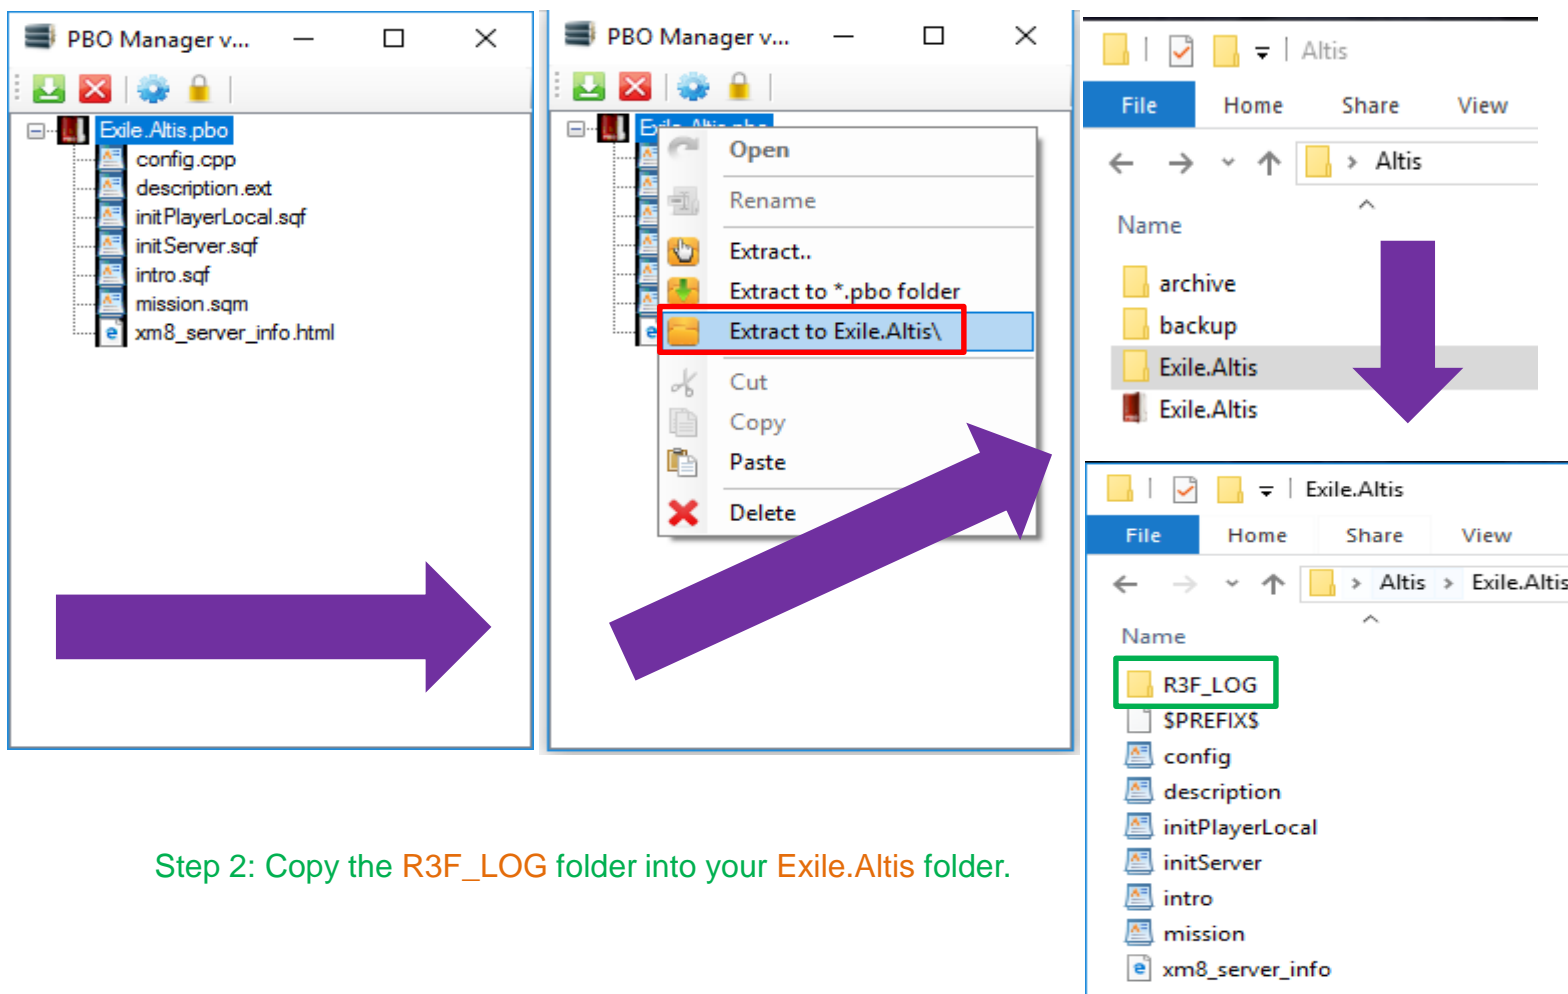 PBO Manager v...
Exile.Altis.pbo
config.cpp
description.ext
initPlayerLocal.sqf
initServer.sqf
intro.sqf
mission.sqm
xm8_server_info.html
PBO Manager v...
Open
Rename
Extract..
Extract to *.pbo folder
Extract to Exile.Altis\
Cut
Copy
Paste
Delete
Altis
File Home Share View
> Altis
Name
archive
backup
Exile.Altis
Exile.Altis
Exile.Altis
File Home Share View
> Altis > Exile.Altis
Name
R3F_LOG
$PREFIX$
config
description
initPlayerLocal
initServer
intro
mission
xm8_server_info
Step 2: Copy the R3F_LOG folder into your Exile.Altis folder.